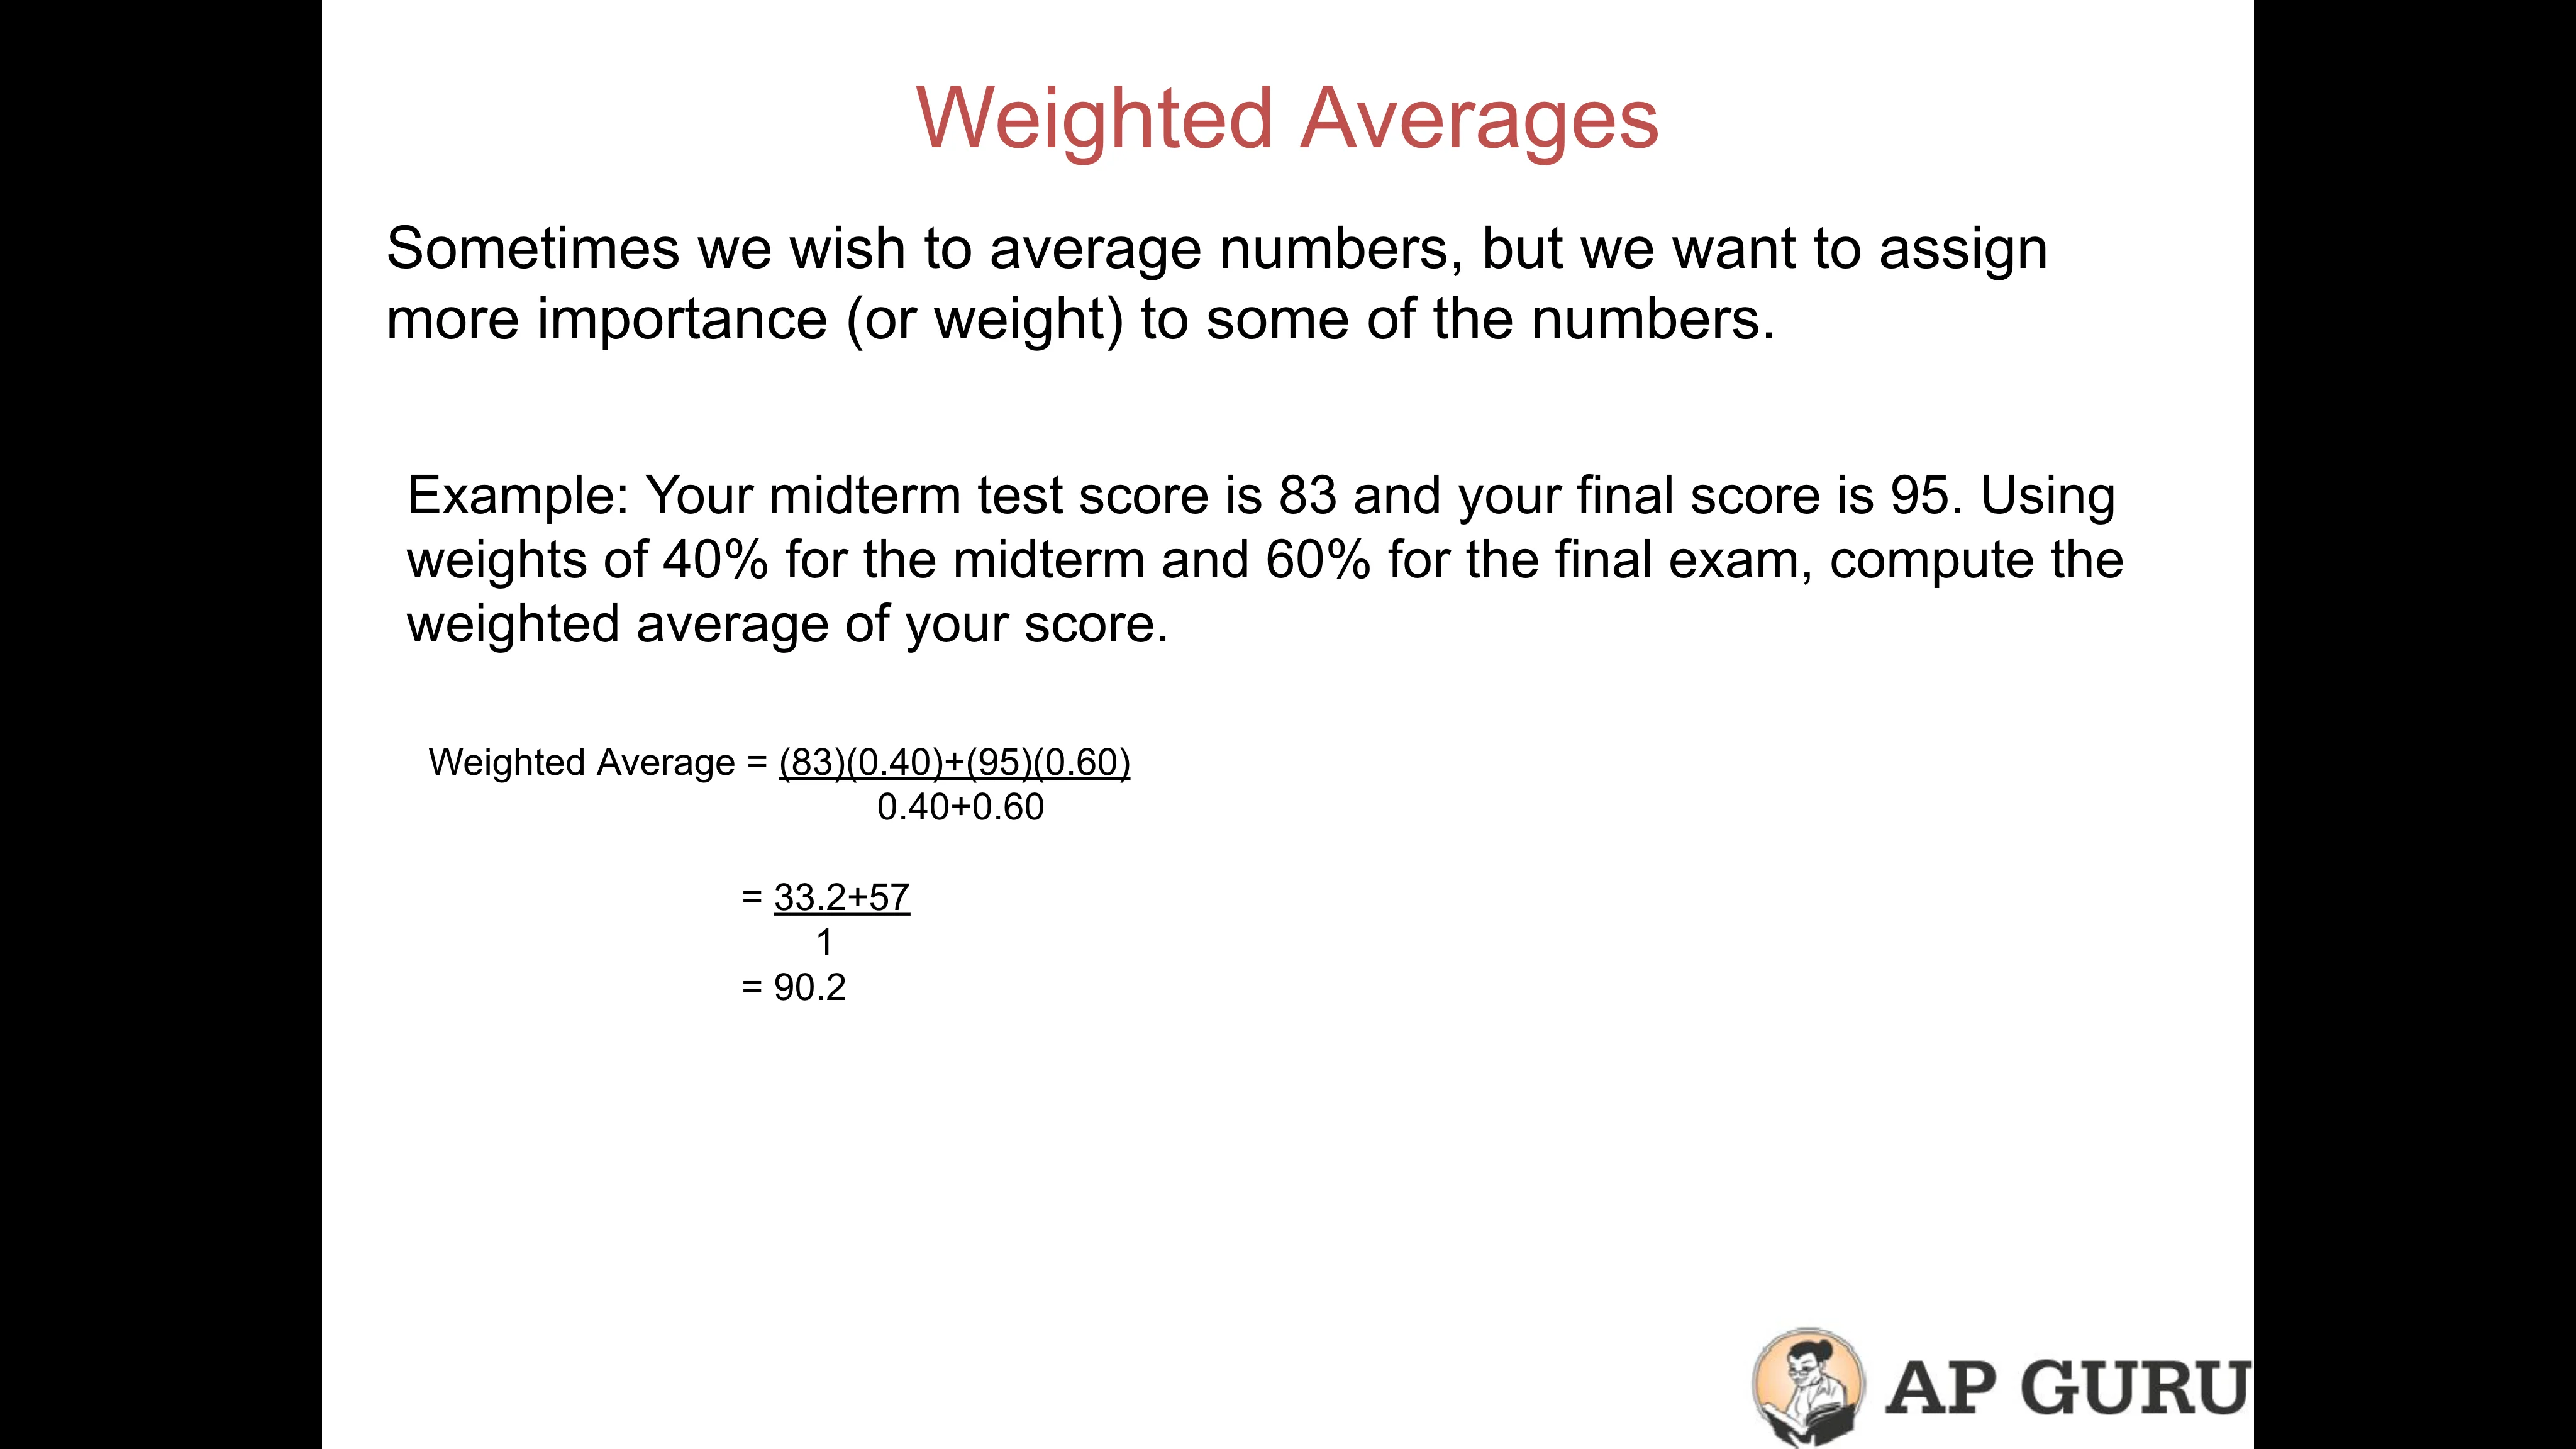 Weighted Averages
Sometimes we wish to average numbers, but we want to assign
more importance (or weight) to some of the numbers.
Example: Your midterm test score is 83 and your final score is 95. Using
weights of 40% for the midterm and 60% for the final exam, compute the
weighted average of your score.
Weighted Average = (83)(0.40)+(95)(0.60)
0.40+0.60
= 33.2+57
1
= 90.2
AP GURU